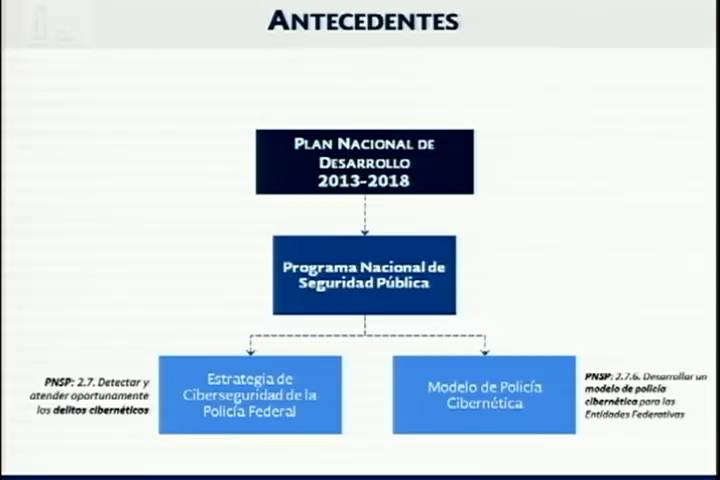 ANTECEDENTES
PLAN NACIONAL DE
DESARROLLO
2013-2018
Programa Nacional de
Seguridad Pública
PNSP: 2.7. Detectar y
atender oportunamente
los delitos cibernéticos
Estrategia de
Ciberseguridad de la
Policía Federal
Modelo de Policía
Cibernética
PNSP: 2.7.6. Desarrollar un
modelo de policía
cibernética para las
Entidades Federativas